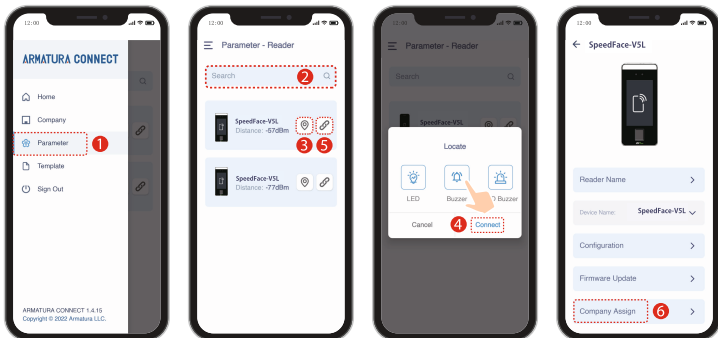 12:00
ARMATURA CONNECT
Home
Company
Parameter
1
Template
Sign Out
ARMATURA CONNECT 1.4.15
Copyright © 2022 Armatura LLC.
12:00
Parameter - Reader
Search
2
SpeedFace-V5L
Distance: -57dBm
3
5
SpeedFace-V5L
Distance: -77dBm
12:00
Parameter - Reader
Search
SpeedFace-V5L
Locate
LED
Buzzer
Buzzer
Cancel
4
Connect
12:00
SpeedFace-V5L
Reader Name
Device Name: SpeedFace-V5L
Configuration
Firmware Update
Company Assign
6